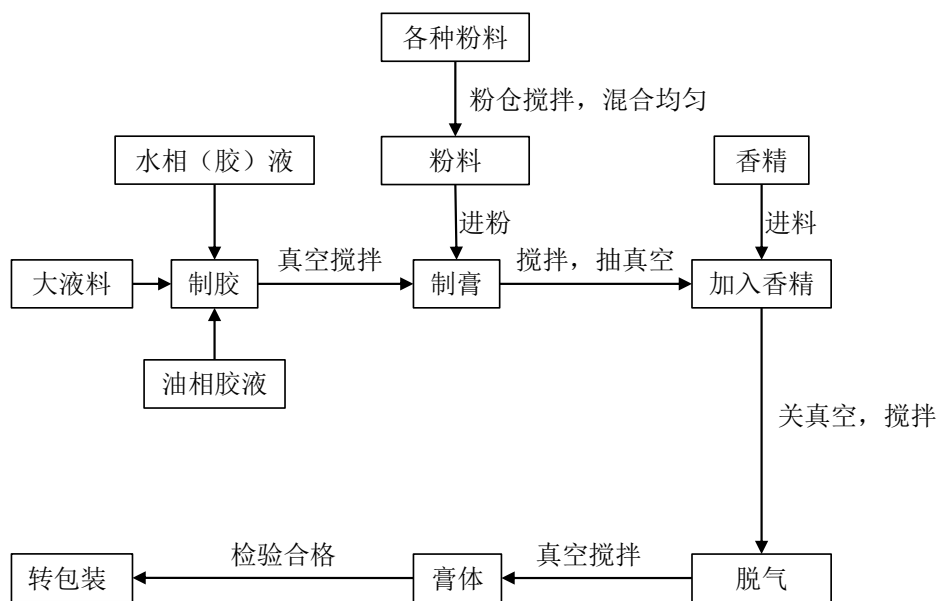 各种粉料
粉仓搅拌，混合均匀
水相（胶）液
粉料
香精
进粉
进料
真空搅拌
搅拌，抽真空
大液料
制胶
制膏
加入香精
油相胶液
关真空，搅拌
检验合格
真空搅拌
转包装
膏体
脱气